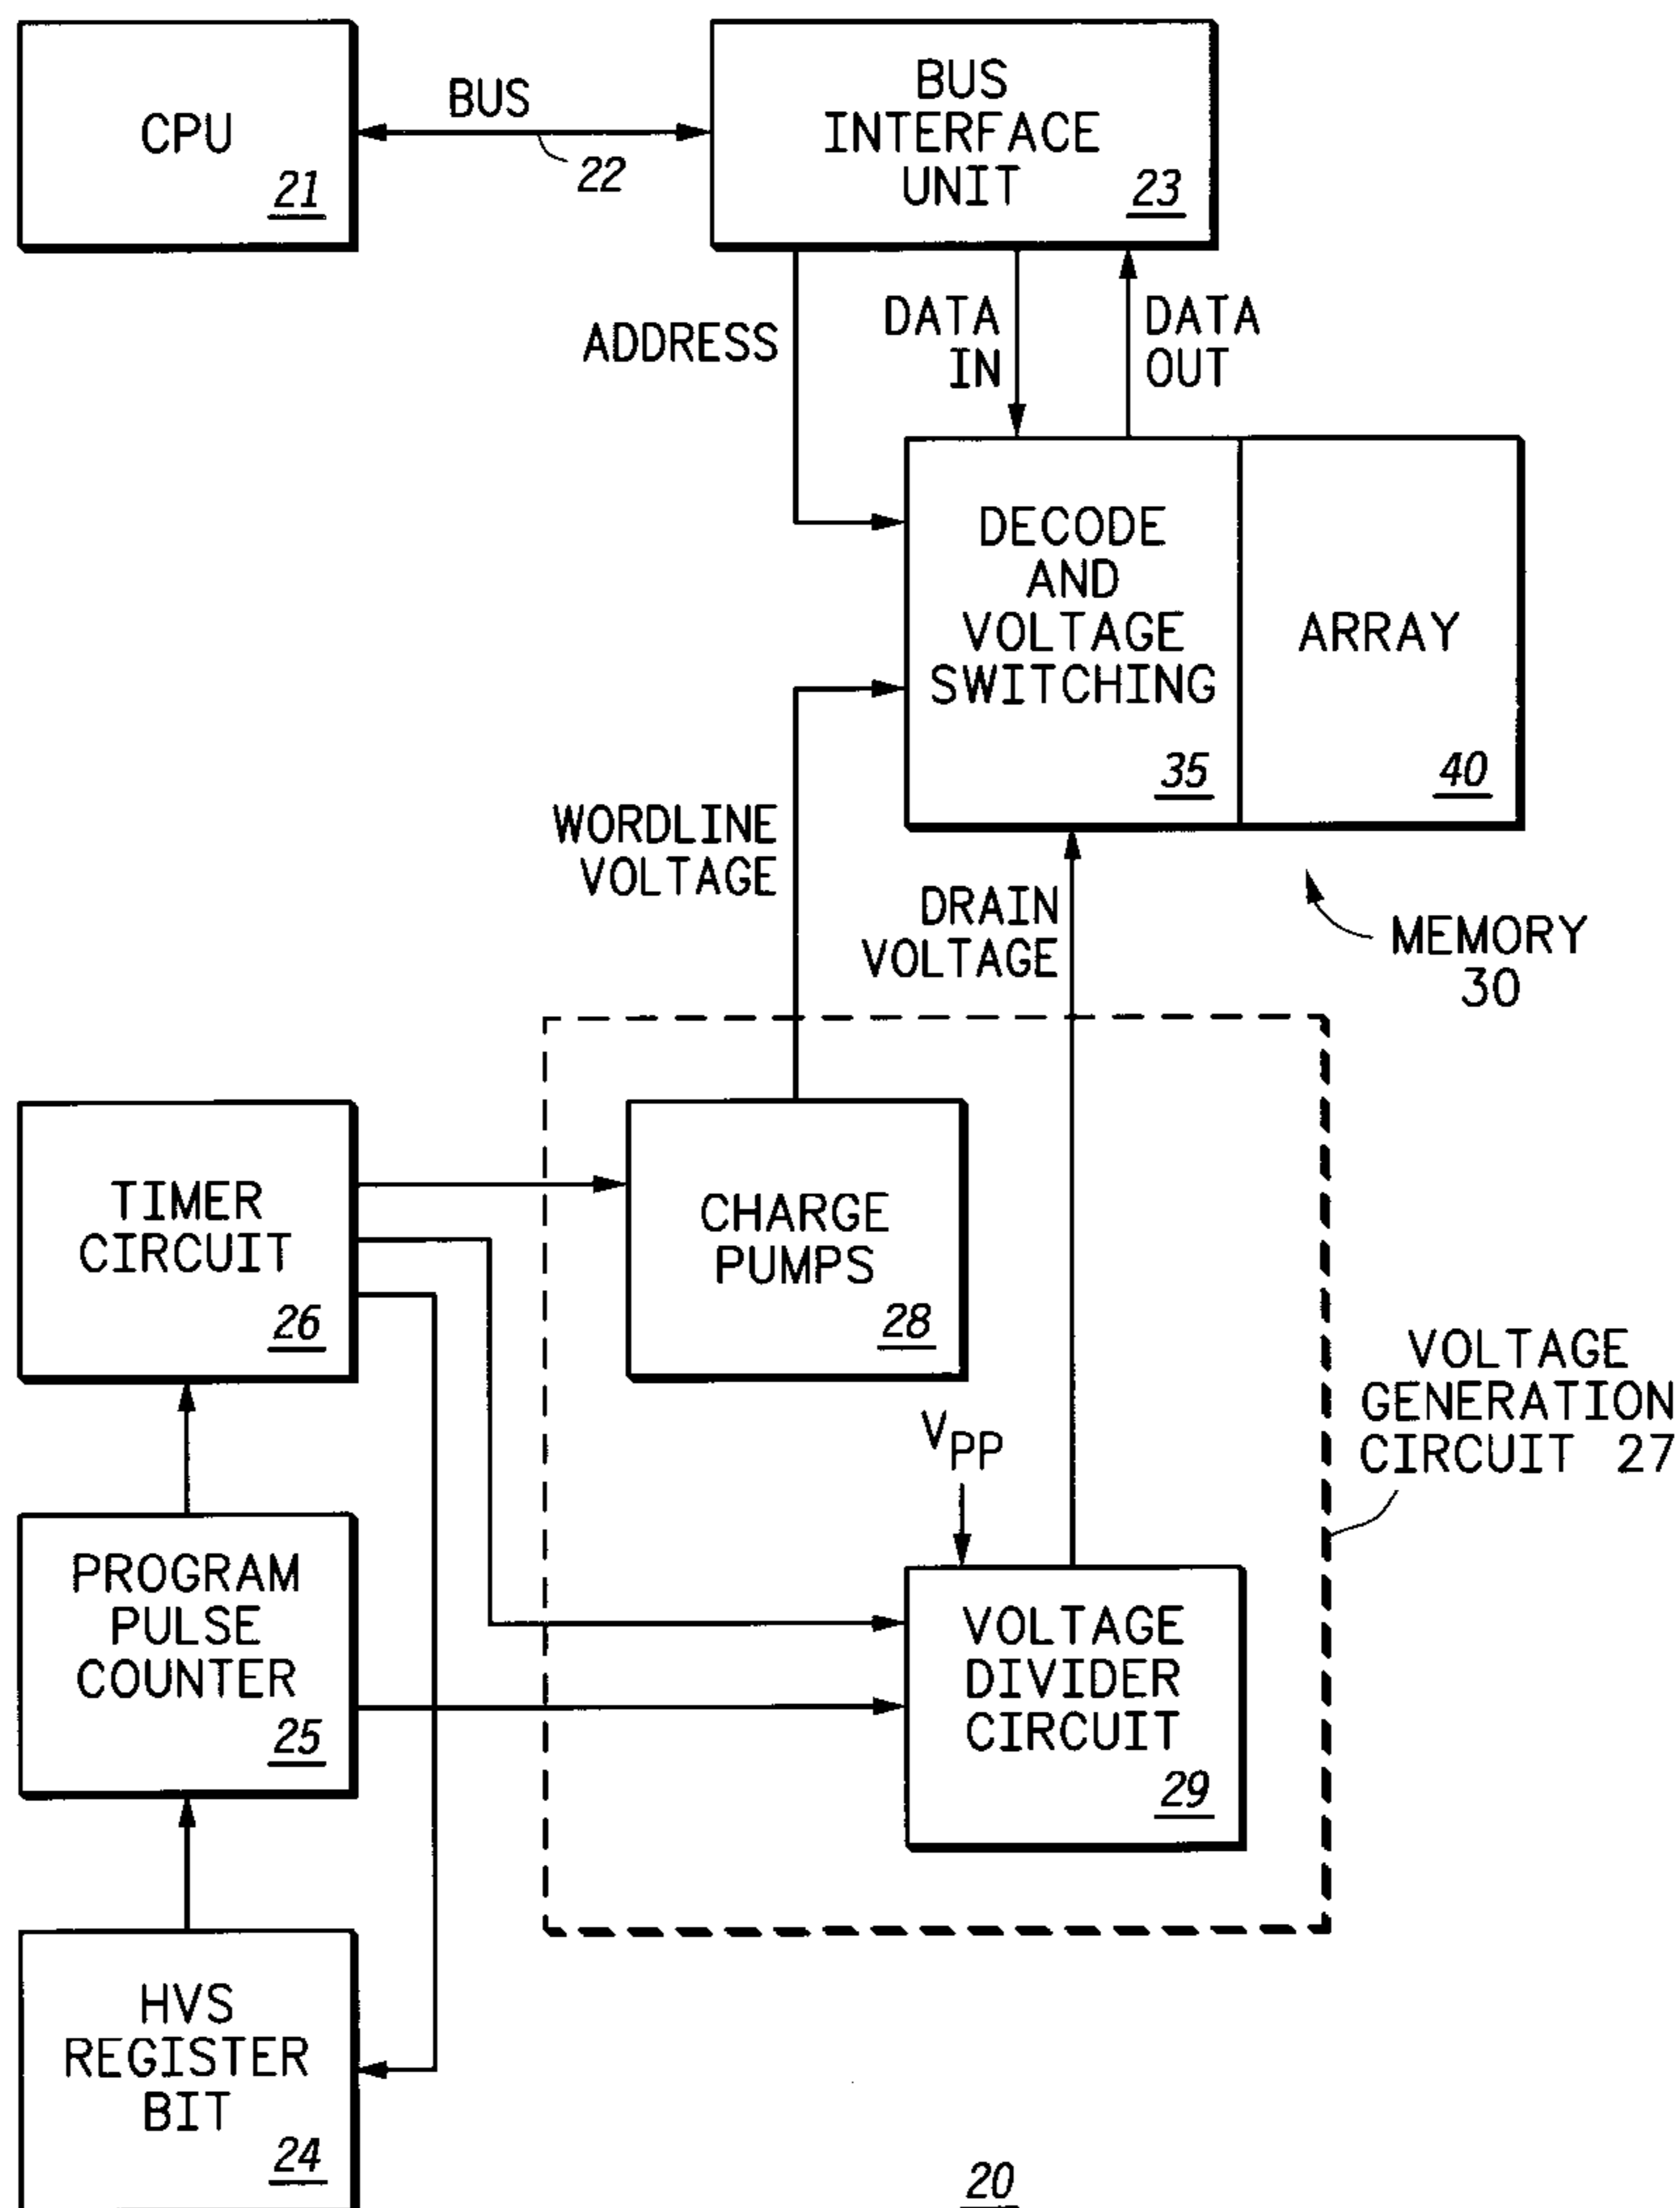 CPU
21
BUS
22
BUS
INTERFACE
UNIT
23
ADDRESS
DATA
IN
DATA
OUT
DECODE
AND
VOLTAGE
SWITCHING
35
ARRAY
40
WORDLINE
VOLTAGE
DRAIN
VOLTAGE
MEMORY
30
TIMER
CIRCUIT
26
CHARGE
PUMPS
28
VOLTAGE
GENERATION
CIRCUIT 27
VPP
PROGRAM
PULSE
COUNTER
25
VOLTAGE
DIVIDER
CIRCUIT
29
HVS
REGISTER
BIT
24
20